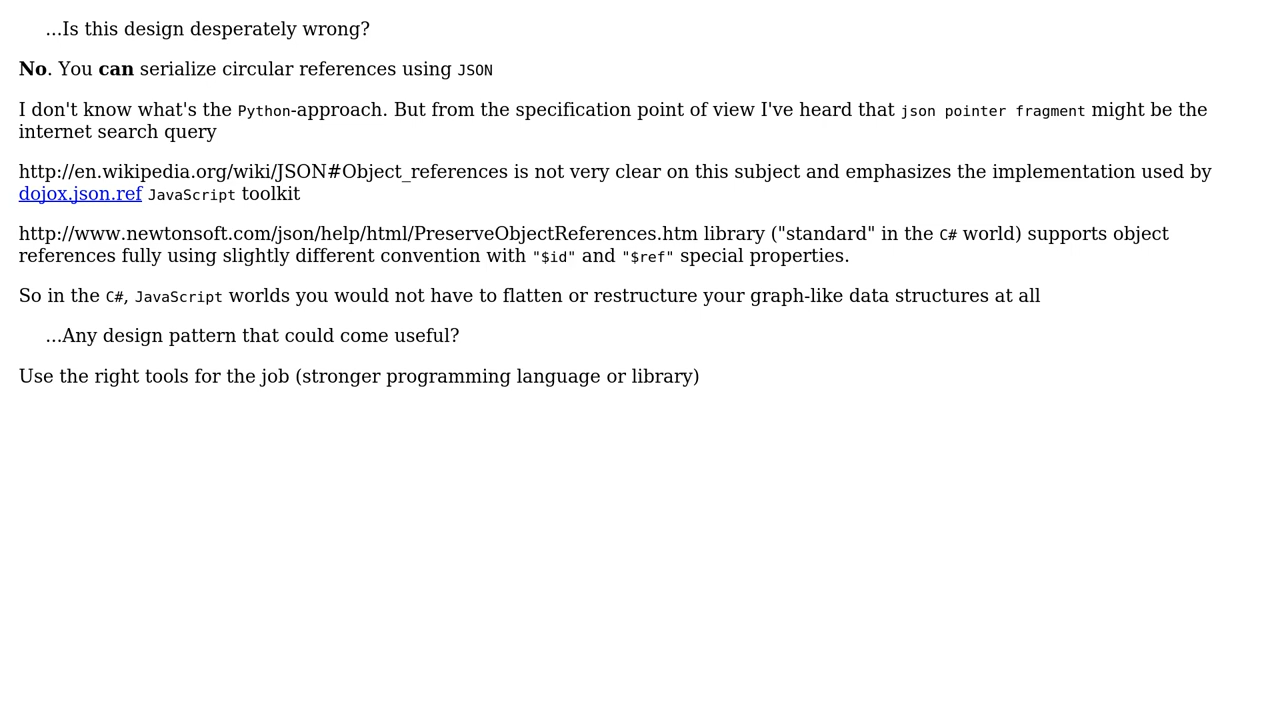 ...Is this design desperately wrong?
No. You can serialize circular references using JSON
I don't know what's the Python-approach. But from the specification point of view I've heard that json pointer fragment might be the
internet search query
http://en.wikipedia.org/wiki/JSON#Object_references is not very clear on this subject and emphasizes the implementation used by
dojox.json.ref JavaScript toolkit
http://www.newtonsoft.com/json/help/html/PreserveObjectReferences.htm library ("standard" in the C# world) supports object
references fully using slightly different convention with "$id" and "$ref" special properties.
So in the C#, JavaScript worlds you would not have to flatten or restructure your graph-like data structures at all
...Any design pattern that could come useful?
Use the right tools for the job (stronger programming language or library)